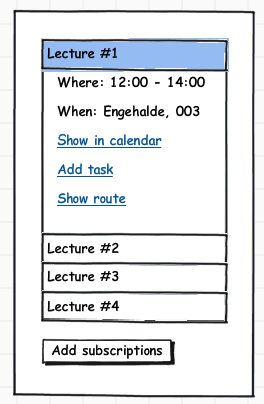 Lecture #1
Where: 12:00 - 14:00
When: Engehalde, 003
Show in calendar
Add task
Show route
Lecture #2
Lecture #3
Lecture #4
Add subscriptions